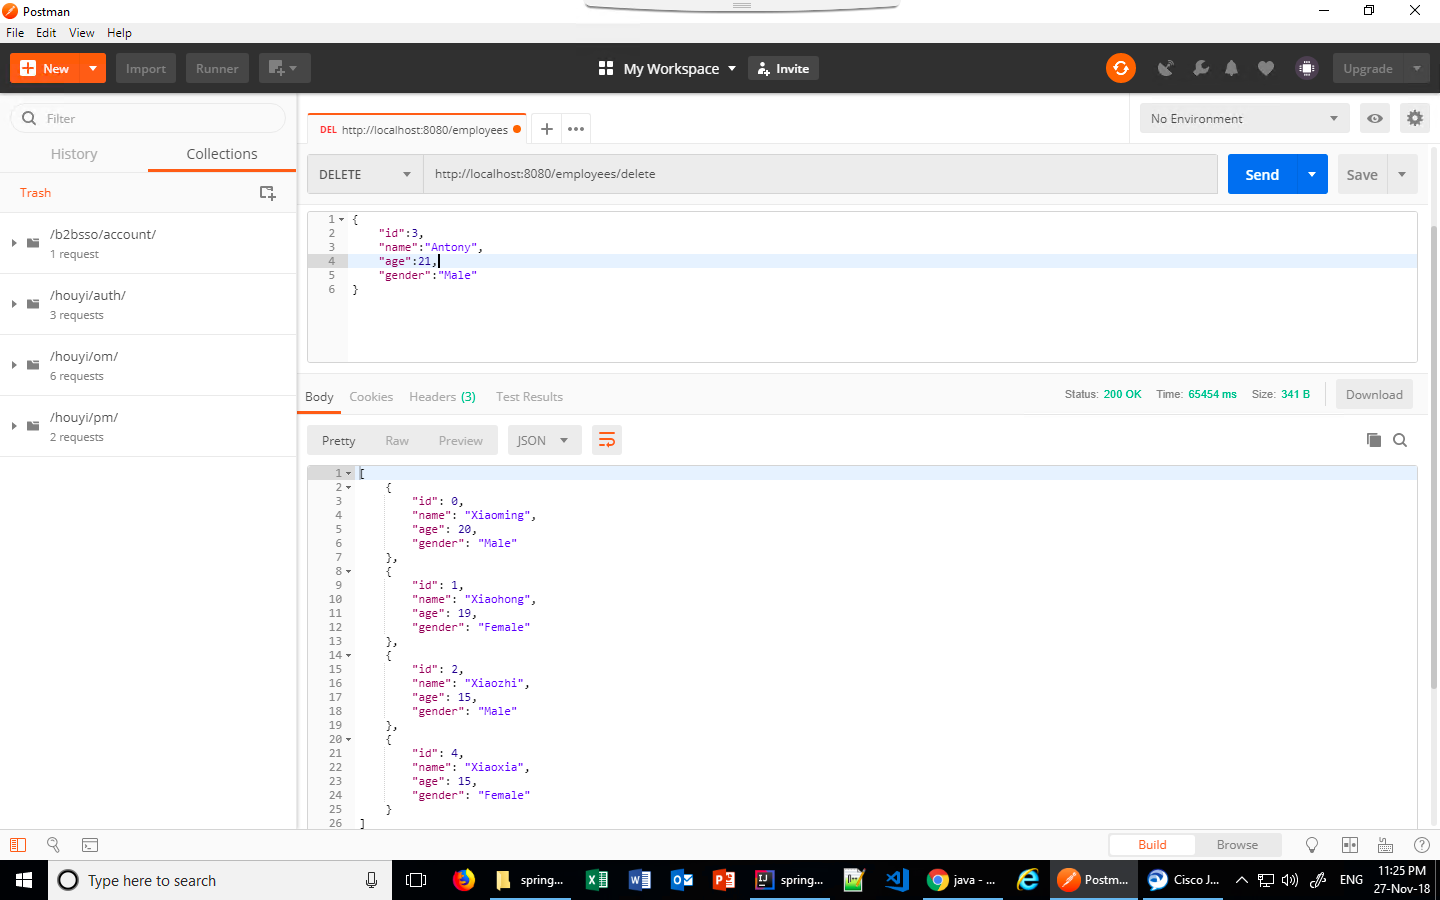 Postman
File Edit View Help
New Import Runner My Workspace Invite Upgrade
Filter
History Collections
Trash
/b2bsso/account/
1 request
/houyi/auth/
3 requests
/houyi/om/
6 requests
/houyi/pm/
2 requests
DEL http://localhost:8080/employees
No Environment
DELETE http://localhost:8080/employees/delete Send Save
1 {
2 "id":3,
3 "name":"Antony",
4 "age":21,
5 "gender":"Male"
6 }
Body Cookies Headers (3) Test Results Status: 200 OK Time: 65454 ms Size: 341 B Download
Pretty Raw Preview JSON
1 [
2 {
3 "id": 0,
4 "name": "Xiaoming",
5 "age": 20,
6 "gender": "Male"
7 },
8 {
9 "id": 1,
10 "name": "Xiaohong",
11 "age": 19,
12 "gender": "Female"
13 },
14 {
15 "id": 2,
16 "name": "Xiaozhi",
17 "age": 15,
18 "gender": "Male"
19 },
20 {
21 "id": 4,
22 "name": "Xiaoxia",
23 "age": 15,
24 "gender": "Female"
25 }
26 ]
Build Browse
Type here to search spring... spring... java - ... Postm... Cisco J... ENG 11:25 PM
27-Nov-18